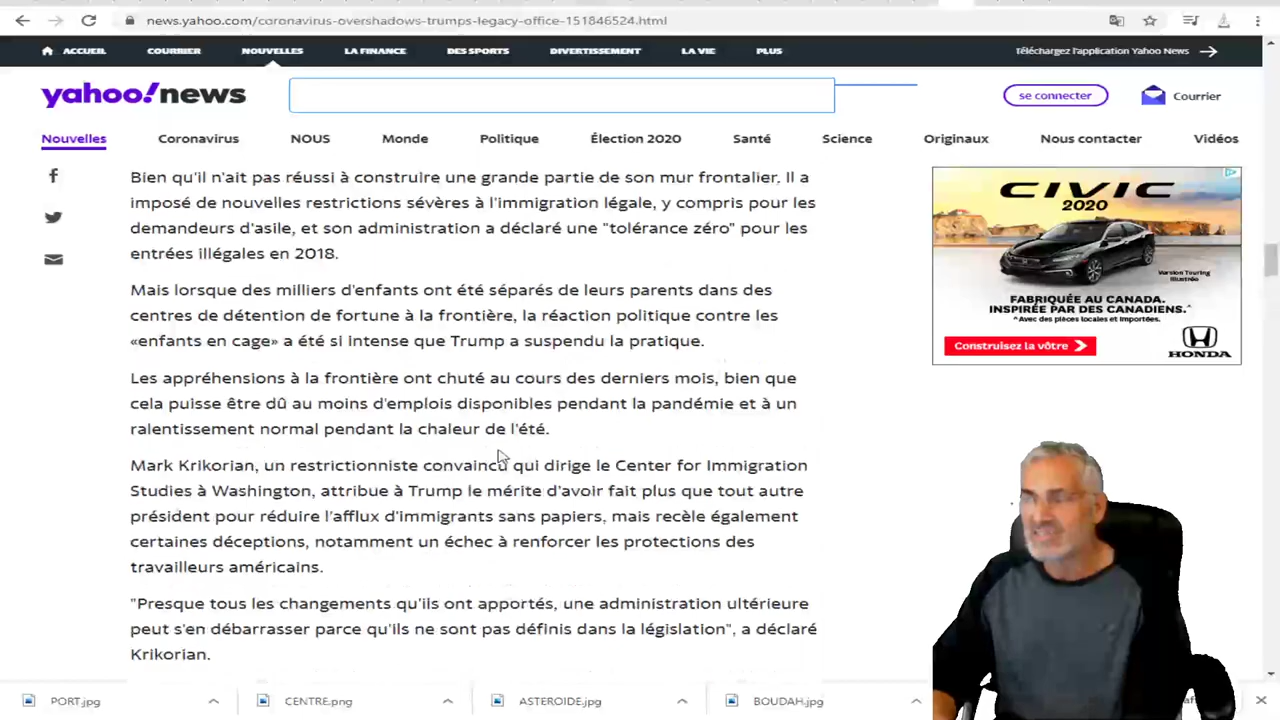 news.yahoo.com/coronavirus-overshadows-trumps-legacy-office-151846524.html
ACCUEIL COURRIER NOUVELLES LA FINANCE DES SPORTS DIVERTISSEMENT LA VIE PLUS Téléchargez l'application Yahoo News
yahoo!news se connecter Courrier
Nouvelles Coronavirus NOUS Monde Politique Élection 2020 Santé Science Originaux Nous contacter Vidéos
Bien qu'il n'ait pas réussi à construire une grande partie de son mur frontalier. Il a
imposé de nouvelles restrictions sévères à l'immigration légale, y compris pour les
demandeurs d'asile, et son administration a déclaré une "tolérance zéro" pour les
entrées illégales en 2018.
Mais lorsque des milliers d'enfants ont été séparés de leurs parents dans des
centres de détention de fortune à la frontière, la réaction politique contre les
«enfants en cage» a été si intense que Trump a suspendu la pratique.
Les appréhensions à la frontière ont chuté au cours des derniers mois, bien que
cela puisse être dû au moins d'emplois disponibles pendant la pandémie et à un
ralentissement normal pendant la chaleur de l'été.
Mark Krikorian, un restrictionniste convaincu qui dirige le Center for Immigration
Studies à Washington, attribue à Trump le mérite d'avoir fait plus que tout autre
président pour réduire l'afflux d'immigrants sans papiers, mais recèle également
certaines déceptions, notamment un échec à renforcer les protections des
travailleurs américains.
"Presque tous les changements qu'ils ont apportés, une administration ultérieure
peut s'en débarrasser parce qu'ils ne sont pas définis dans la législation", a déclaré
Krikorian.
CIVIC
2020
Version Touring
illustrée
FABRIQUÉE AU CANADA.
INSPIRÉE PAR DES CANADIENS.^
^Avec des pièces locales et importées.
Construisez la vôtre
HONDA
PORT.jpg CENTRE.png ASTEROIDE.jpg BOUDAH.jpg